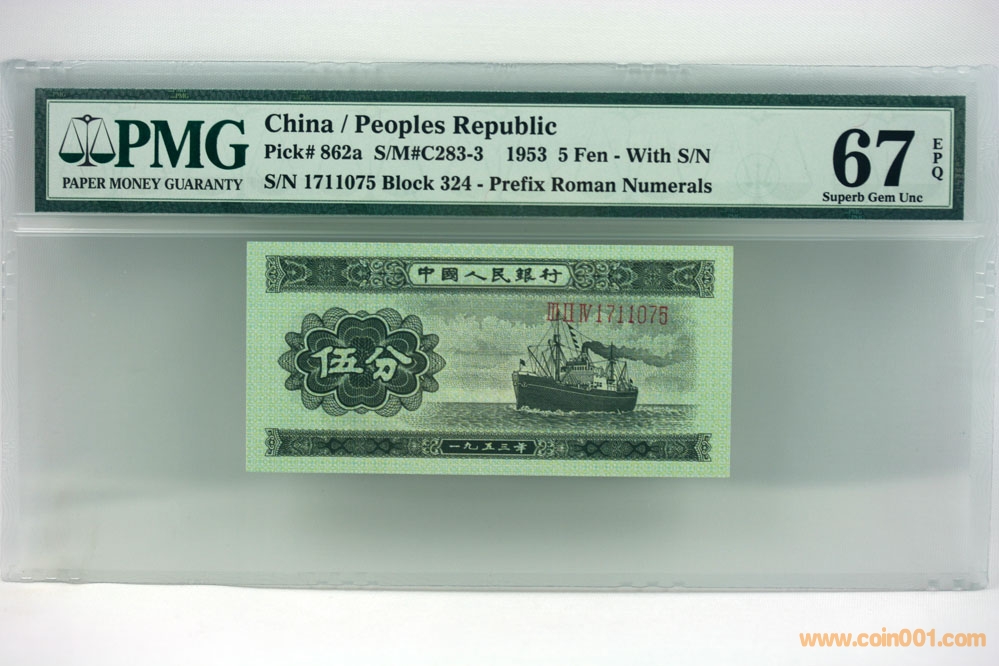 PMG
PAPER MONEY GUARANTY
China / Peoples Republic
Pick# 862a S/M#C283-3 1953 5 Fen - With S/N
S/N 1711075 Block 324 - Prefix Roman Numerals
67
EPQ
Superb Gem Unc
中國人民銀行
ⅢⅡⅣ1711075
伍分
一九五三年
www.coin001.com